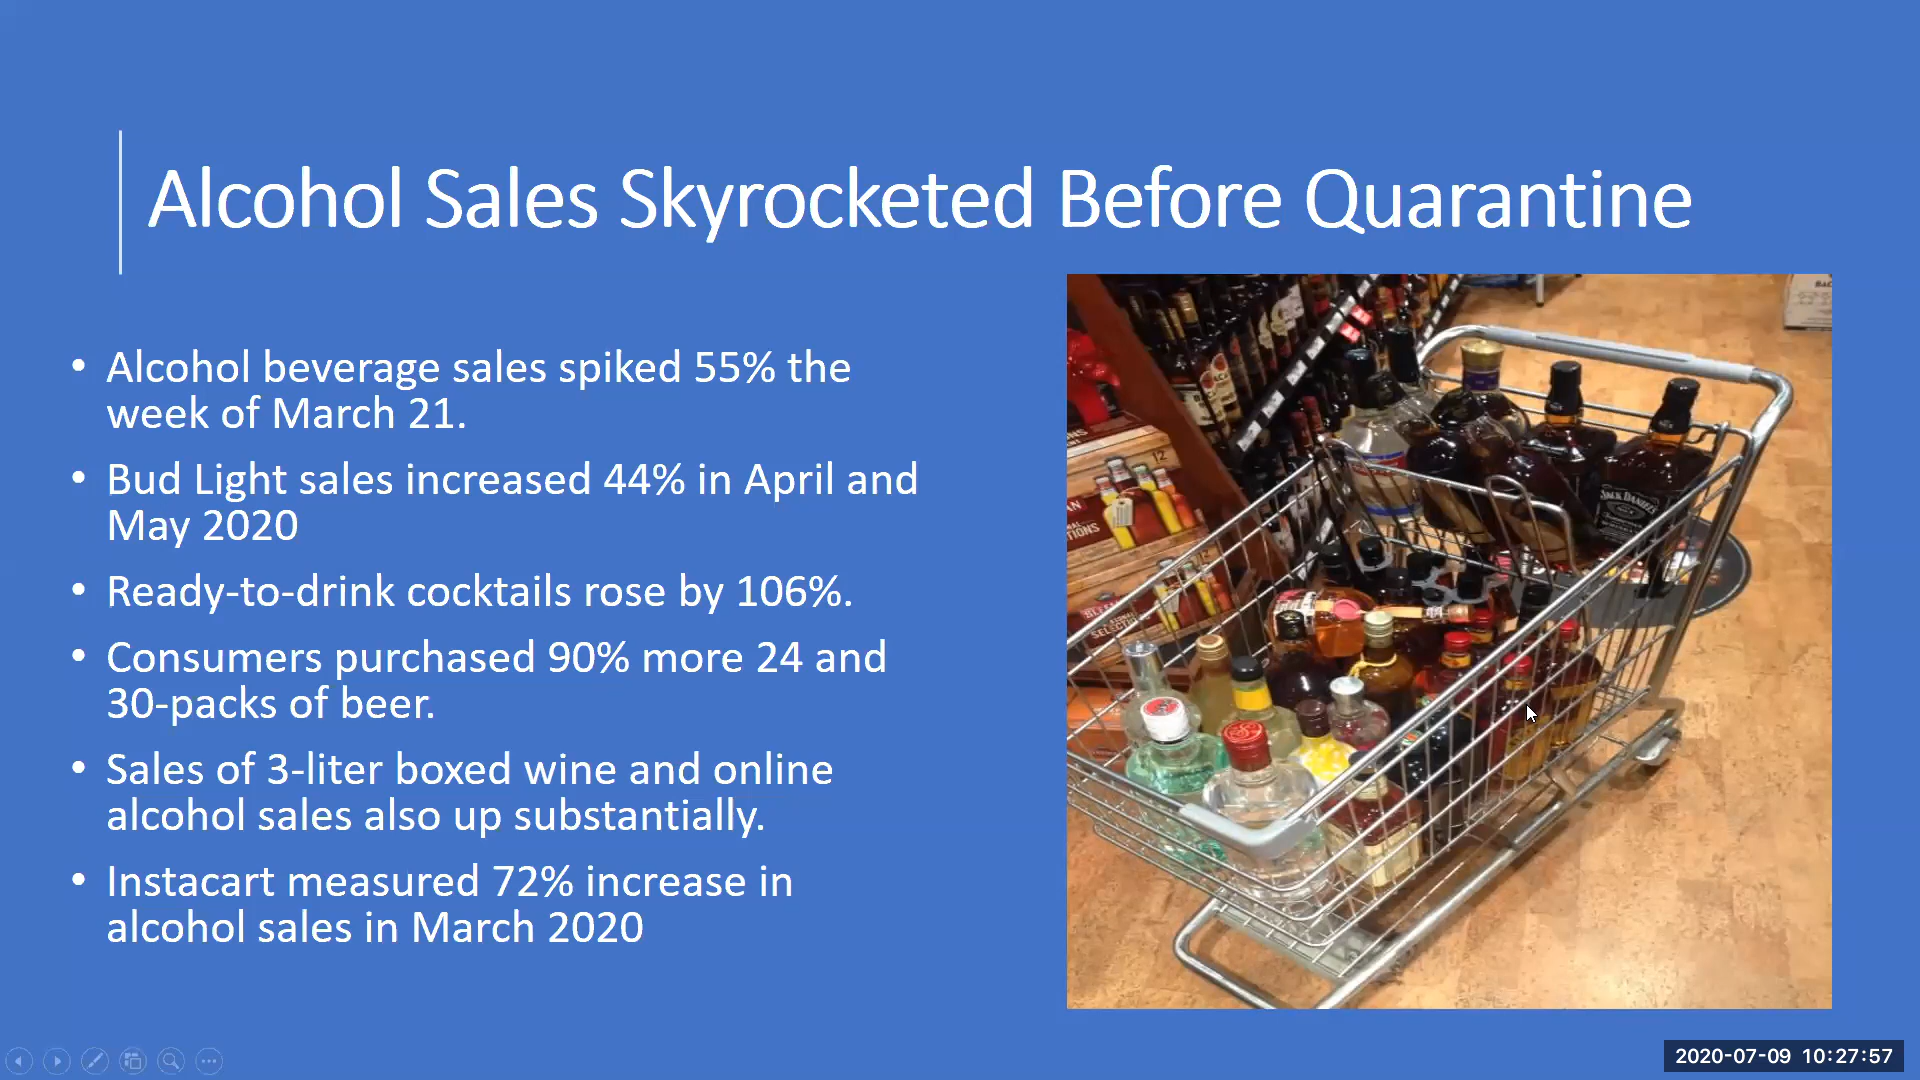 Alcohol Sales Skyrocketed Before Quarantine
• Alcohol beverage sales spiked 55% the
week of March 21.
• Bud Light sales increased 44% in April and
May 2020
• Ready-to-drink cocktails rose by 106%.
• Consumers purchased 90% more 24 and
30-packs of beer.
• Sales of 3-liter boxed wine and online
alcohol sales also up substantially.
• Instacart measured 72% increase in
alcohol sales in March 2020
12
JACK DANIEL'S
2020-07-09 10:27:57